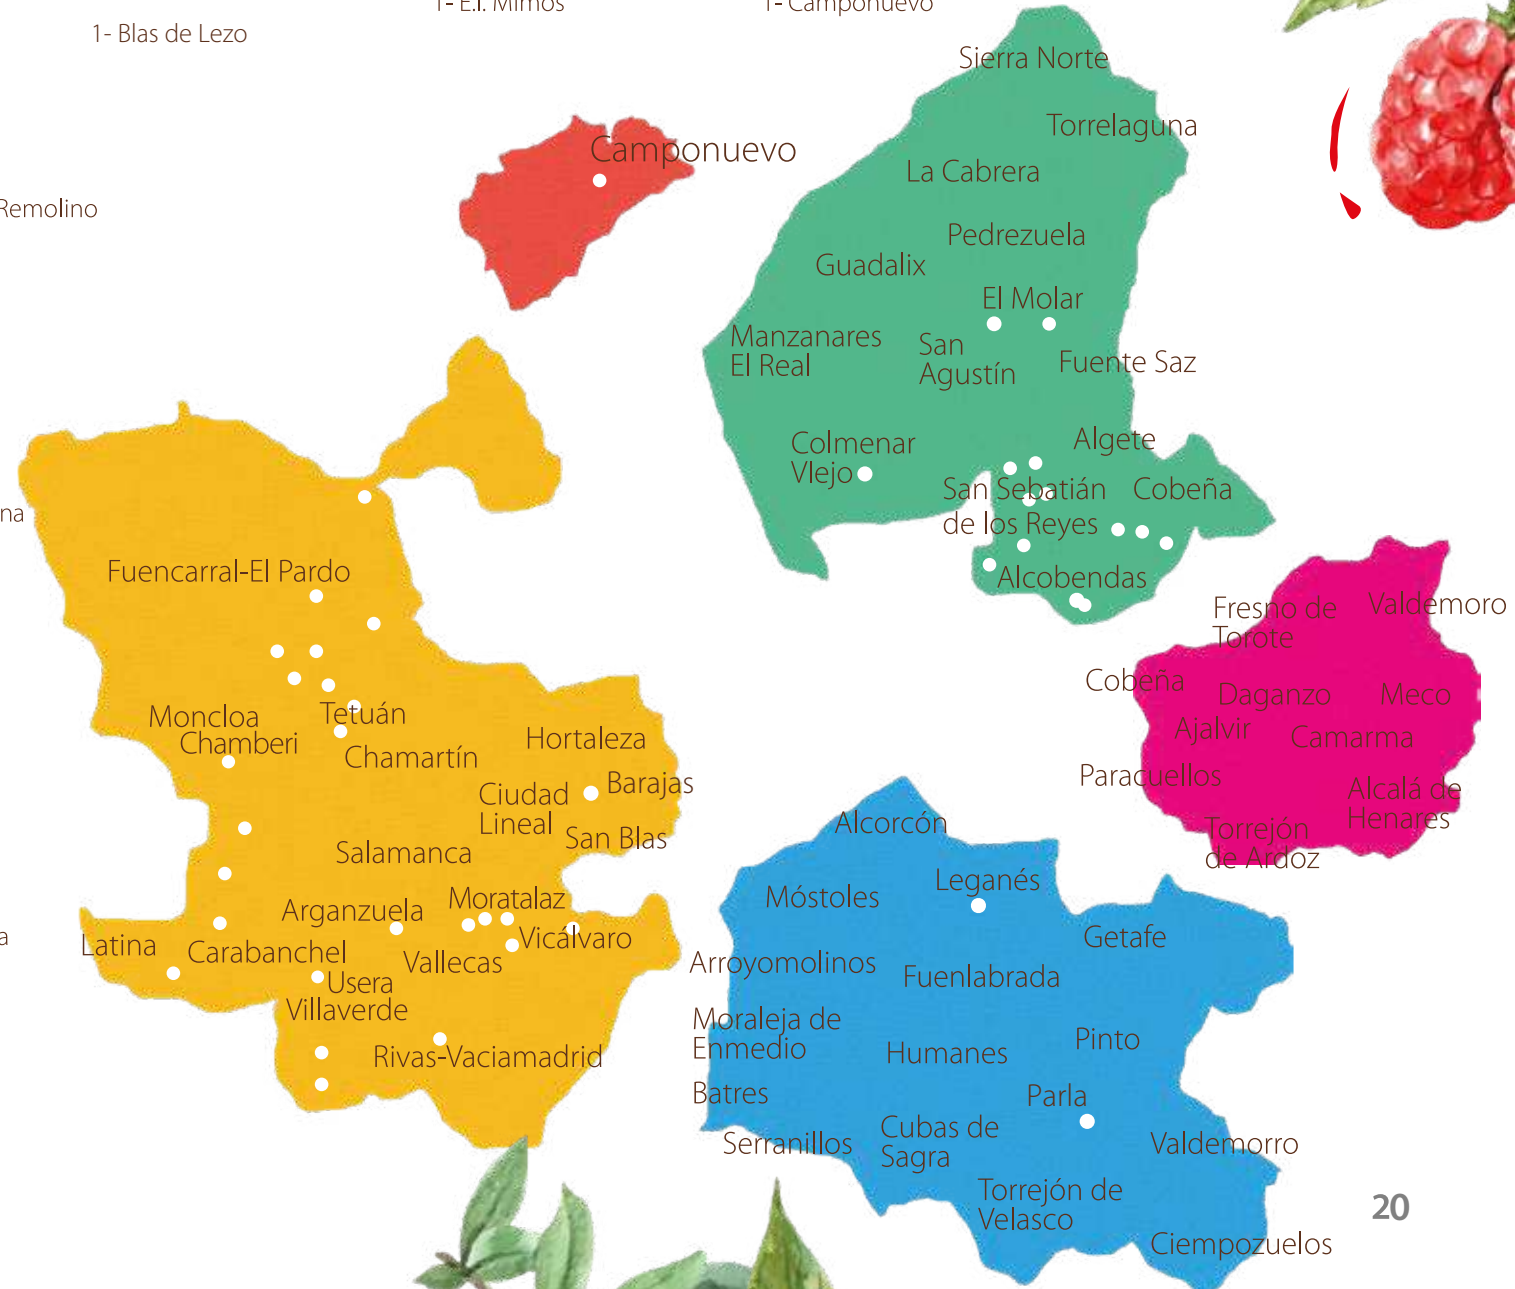 1- E.I. Mimos
1- Camponuevo
1- Blas de Lezo
Remolino
na
a
Camponuevo
Sierra Norte
Torrelaguna
La Cabrera
Pedrezuela
Guadalix
El Molar
Manzanares
El Real
San
Agustín
Fuente Saz
Colmenar
Vlejo
Algete
San Sebatián
de los Reyes
Cobeña
Alcobendas
Fuencarral-El Pardo
Moncloa
Chamberi
Tetuán
Chamartín
Hortaleza
Ciudad
Lineal
Barajas
San Blas
Salamanca
Arganzuela
Moratalaz
Latina
Carabanchel
Vallecas
Vicálvaro
Usera
Villaverde
Rivas-Vaciamadrid
Fresno de
Torote
Valdemoro
Cobeña
Daganzo
Meco
Ajalvir
Camarma
Paracuellos
Alcalá de
Henares
Torrejón
de Ardoz
Alcorcón
Móstoles
Leganés
Getafe
Arroyomolinos
Fuenlabrada
Moraleja de
Enmedio
Humanes
Pinto
Batres
Parla
Serranillos
Cubas de
Sagra
Valdemorro
Torrejón de
Velasco
Ciempozuelos
20